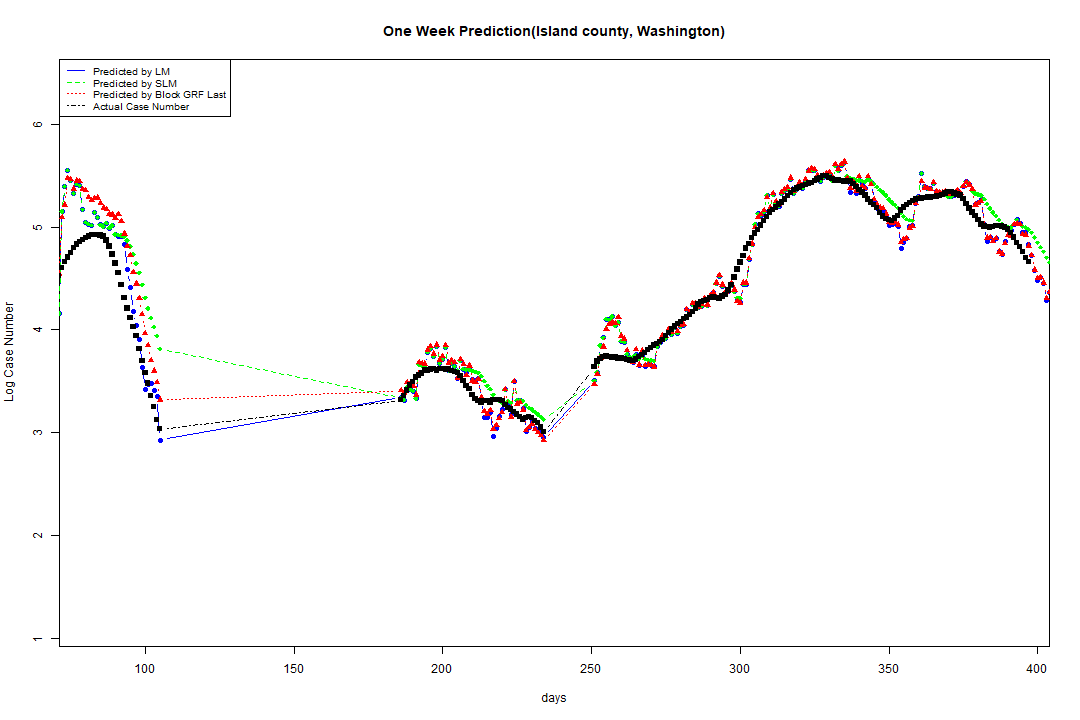 One Week Prediction(Island county, Washington)
Predicted by LM
Predicted by SLM
Predicted by Block GRF Last
Actual Case Number
6
5
4
3
2
1
Log Case Number
100 150 200 250 300 350 400
days